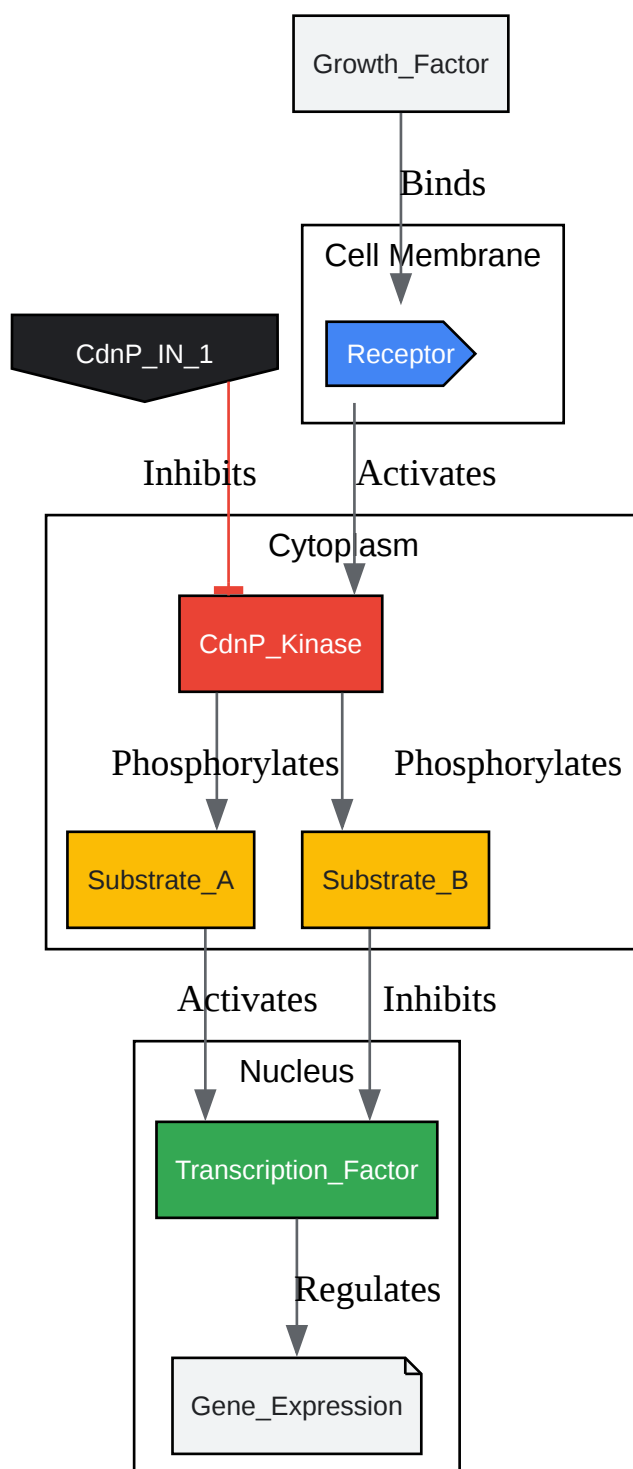 Growth_Factor
Binds
Cell Membrane
CdnP_IN_1
Receptor
Inhibits
Activates
Cytoplasm
CdnP_Kinase
Phosphorylates
Phosphorylates
Substrate_A
Substrate_B
Activates
Inhibits
Nucleus
Transcription_Factor
Regulates
Gene_Expression